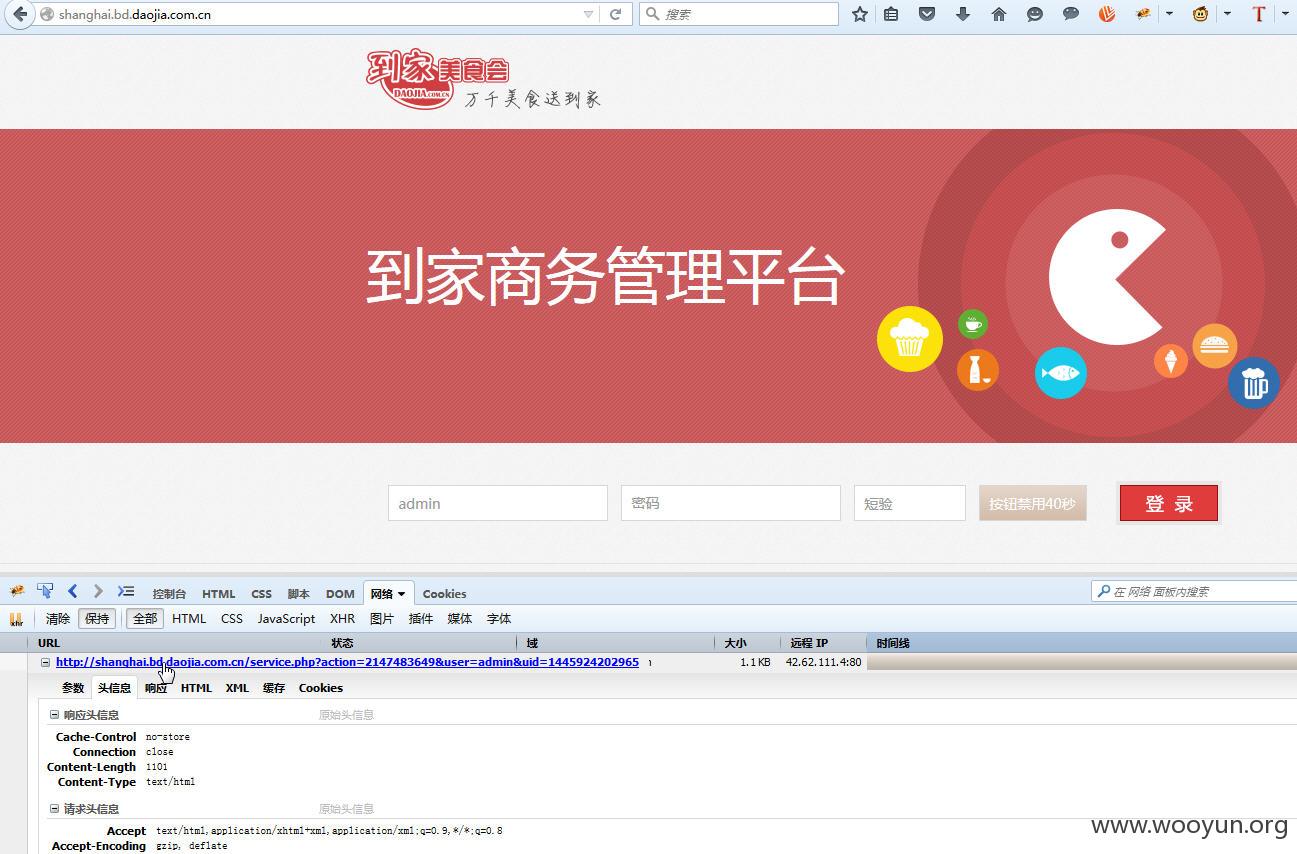 shanghai.bd.daojia.com.cn
搜索
到家美食会
DAOJIA.COM.CN
万千美食送到家
到家商务管理平台
admin 密码 短验 按钮禁用40秒 登 录
控制台 HTML CSS 脚本 DOM 网络 Cookies 在 网络 面板内搜索
清除 保持 全部 HTML CSS JavaScript XHR 图片 插件 媒体 字体
URL 状态 域 大小 远程 IP 时间线
http://shanghai.bd.daojia.com.cn/service.php?action=2147483649&user=admin&uid=1445924202965 1.1 KB 42.62.111.4:80
参数 头信息 响应 HTML XML 缓存 Cookies
响应头信息 原始头信息
Cache-Control no-store
Connection close
Content-Length 1101
Content-Type text/html
请求头信息 原始头信息
Accept text/html,application/xhtml+xml,application/xml;q=0.9,*/*;q=0.8
Accept-Encoding gzip, deflate
www.wooyun.org